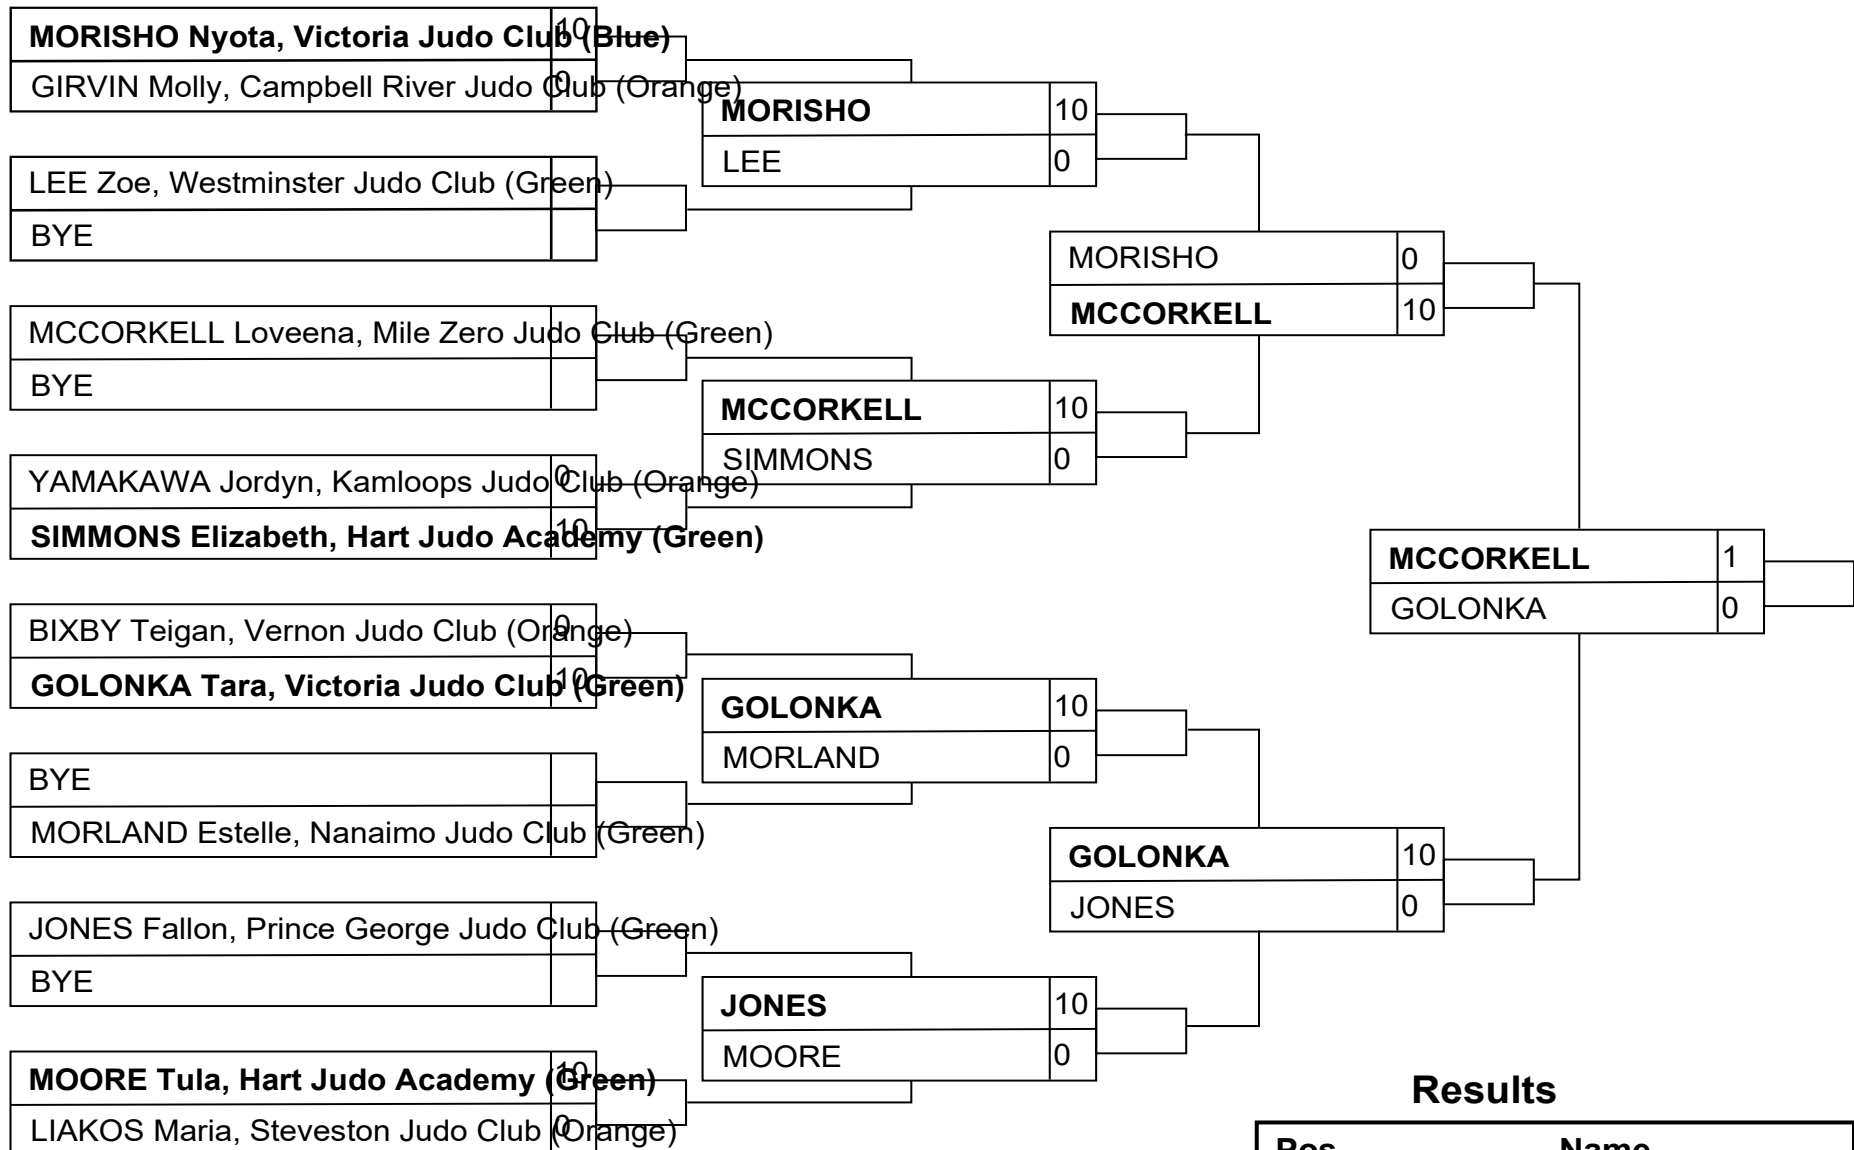 MORISHO Nyota, Victoria Judo Club (Blue) 10
GIRVIN Molly, Campbell River Judo Club (Orange) 0
LEE Zoe, Westminster Judo Club (Green)
BYE
MCCORKELL Loveena, Mile Zero Judo Club (Green)
BYE
YAMAKAWA Jordyn, Kamloops Judo Club (Orange) 0
SIMMONS Elizabeth, Hart Judo Academy (Green) 10
BIXBY Teigan, Vernon Judo Club (Orange) 0
GOLONKA Tara, Victoria Judo Club (Green) 10
BYE
MORLAND Estelle, Nanaimo Judo Club (Green)
JONES Fallon, Prince George Judo Club (Green)
BYE
MOORE Tula, Hart Judo Academy (Green) 10
LIAKOS Maria, Steveston Judo Club (Orange) 0
MORISHO 10
LEE 0
MCCORKELL 10
SIMMONS 0
GOLONKA 10
MORLAND 0
JONES 10
MOORE 0
MORISHO 0
MCCORKELL 10
GOLONKA 10
JONES 0
MCCORKELL 1
GOLONKA 0
Results
Pos Name